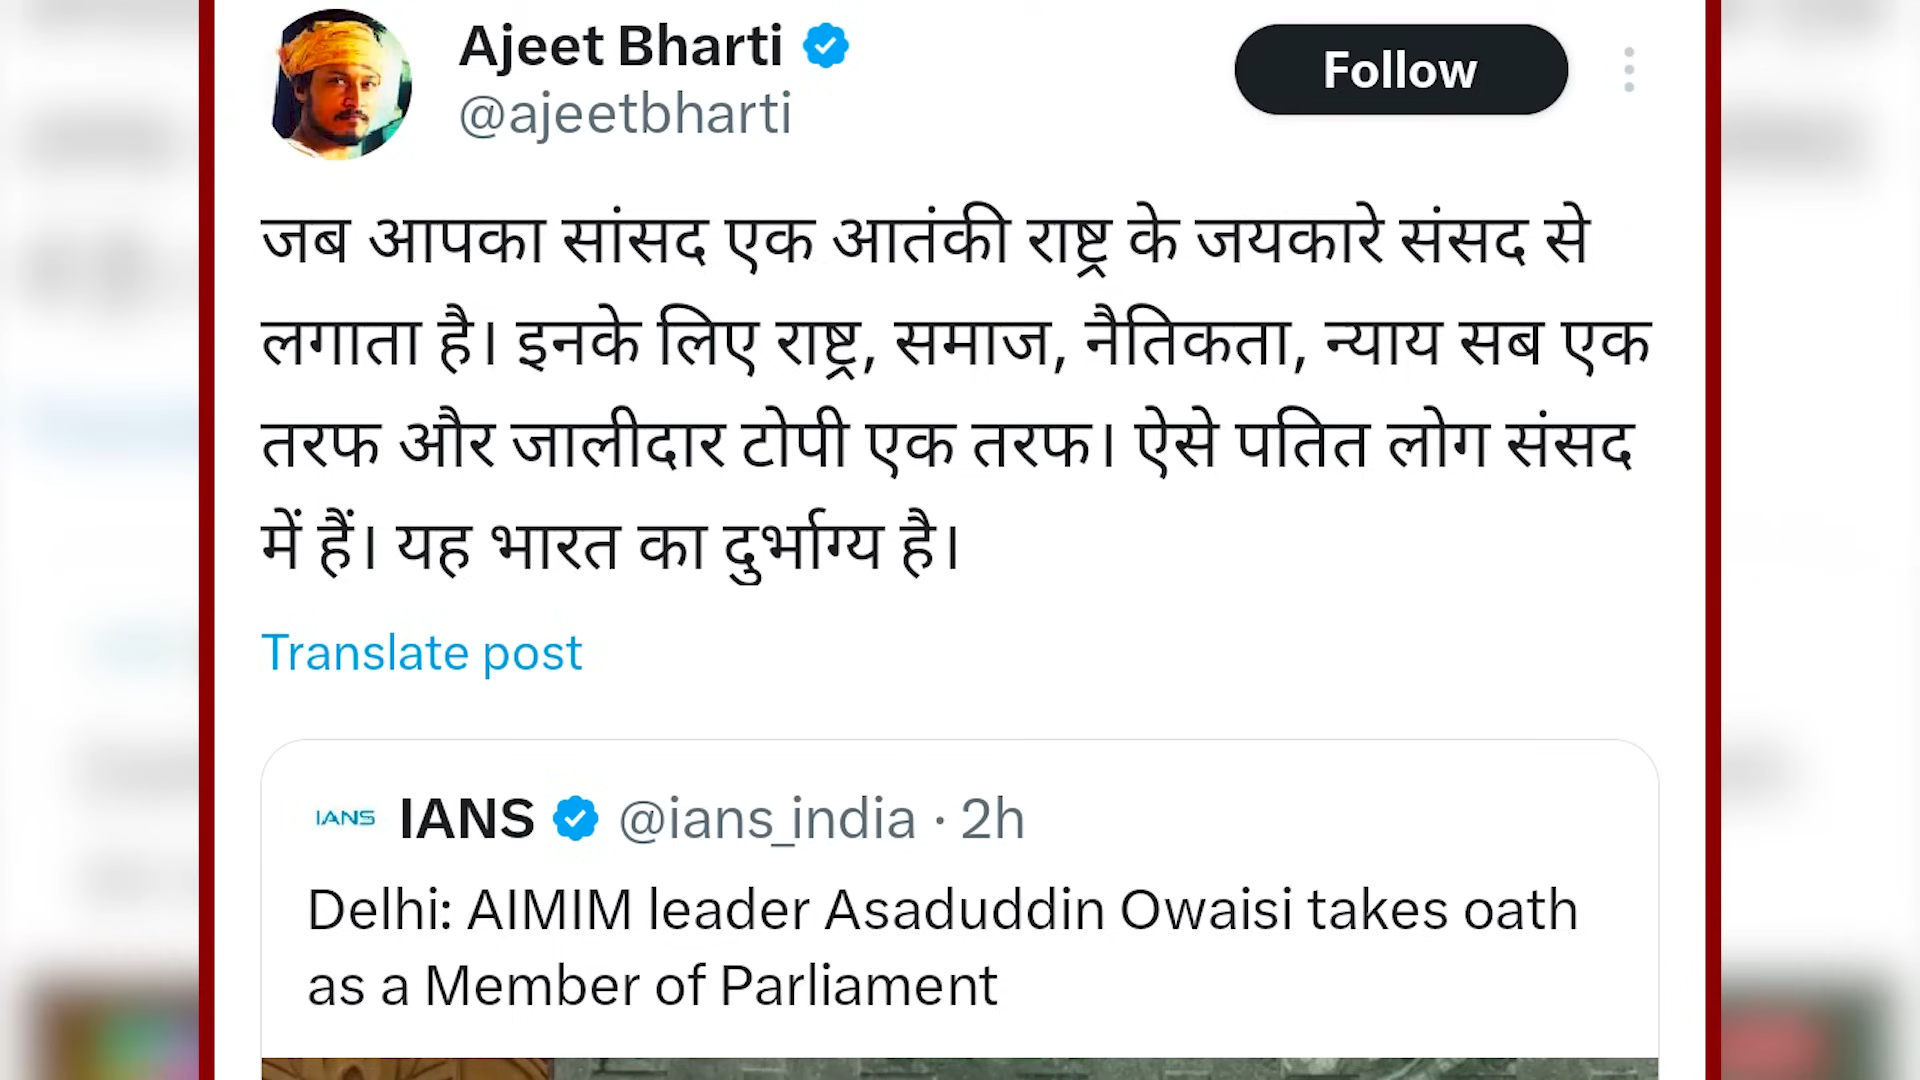 Ajeet Bharti
Follow
@ajeetbharti
जब आपका सांसद एक आतंकी राष्ट्र के जयकारे संसद से
लगाता है। इनके लिए राष्ट्र, समाज, नैतिकता, न्याय सब एक
तरफ और जालीदार टोपी एक तरफ। ऐसे पतित लोग संसद
में हैं। यह भारत का दुर्भाग्य है।
Translate post
IANS IANS @ians_india · 2h
Delhi: AIMIM leader Asaduddin Owaisi takes oath
as a Member of Parliament